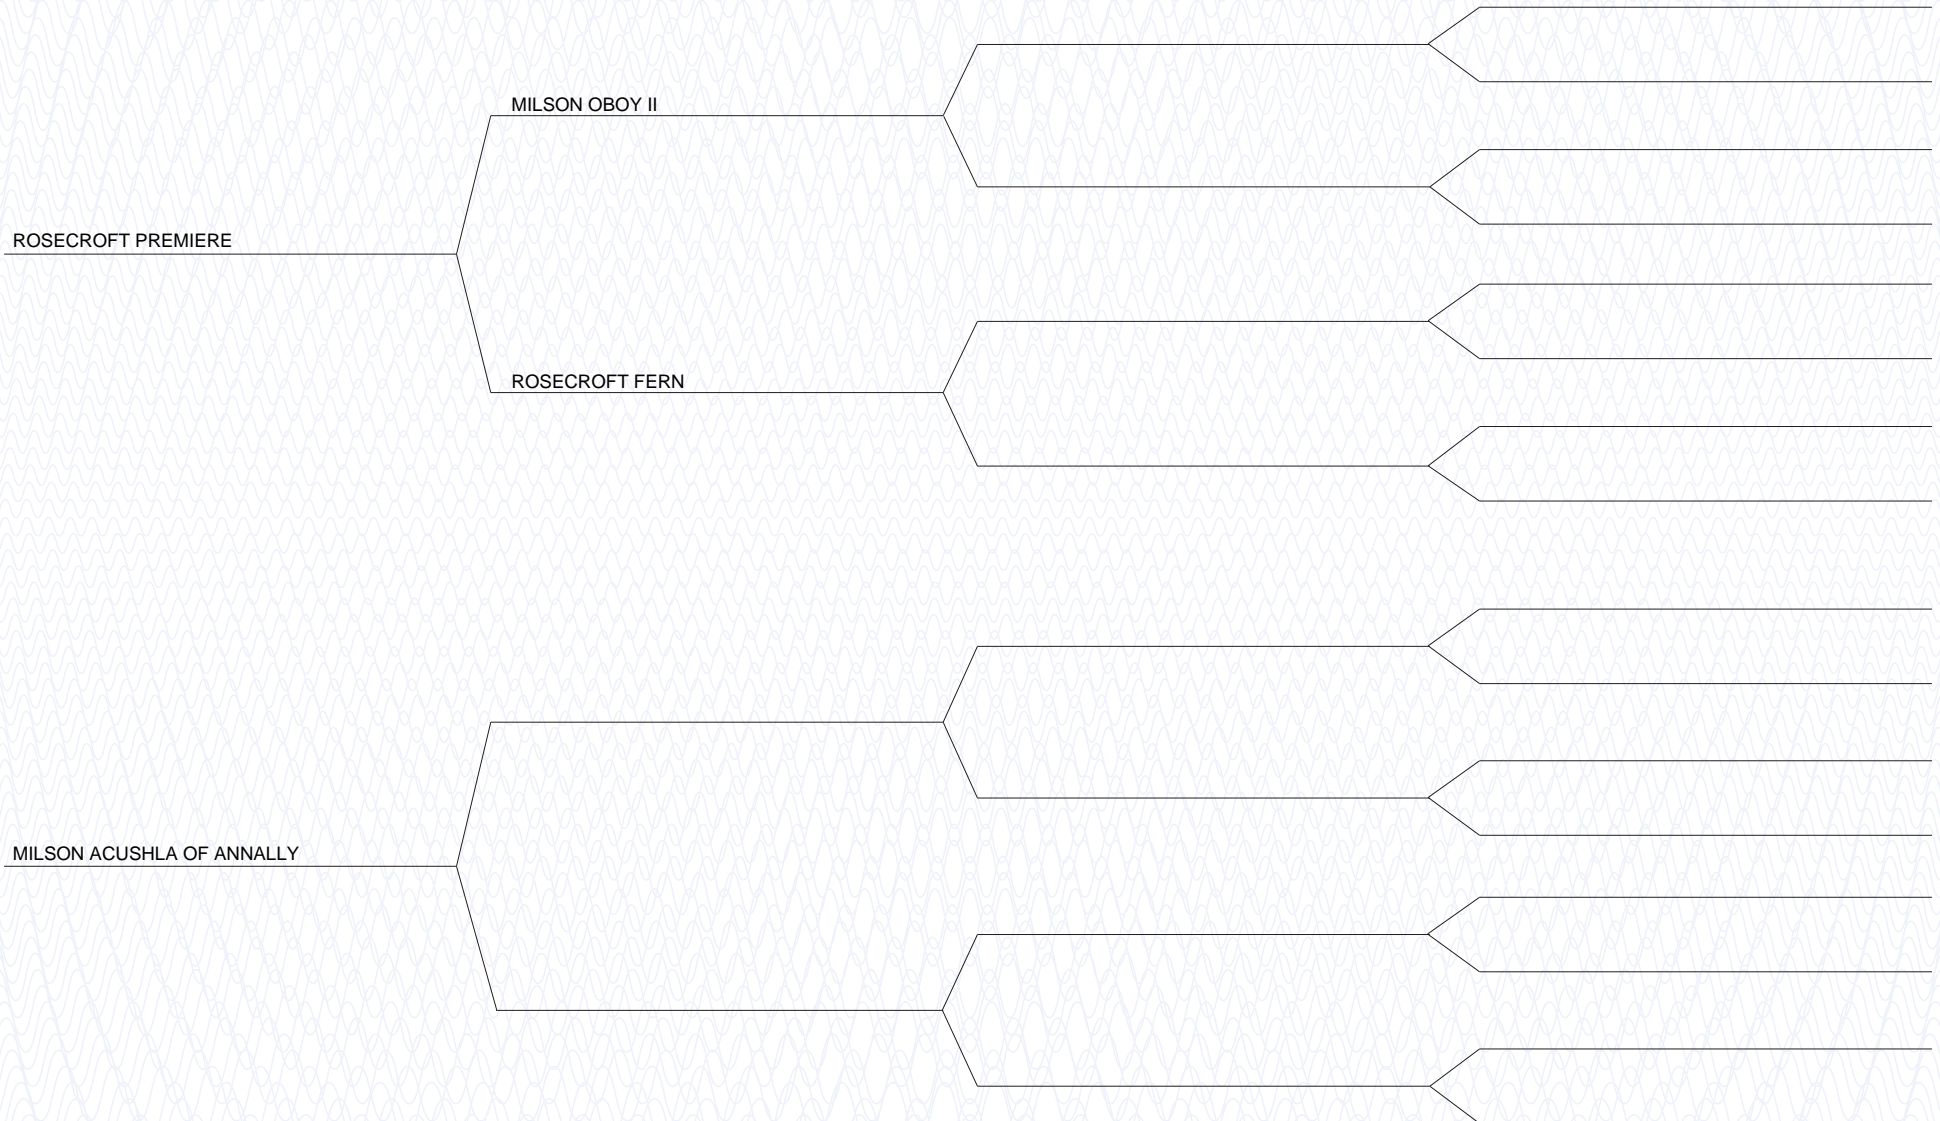 MILSON OBOY II
ROSECROFT PREMIERE
ROSECROFT FERN
MILSON ACUSHLA OF ANNALLY